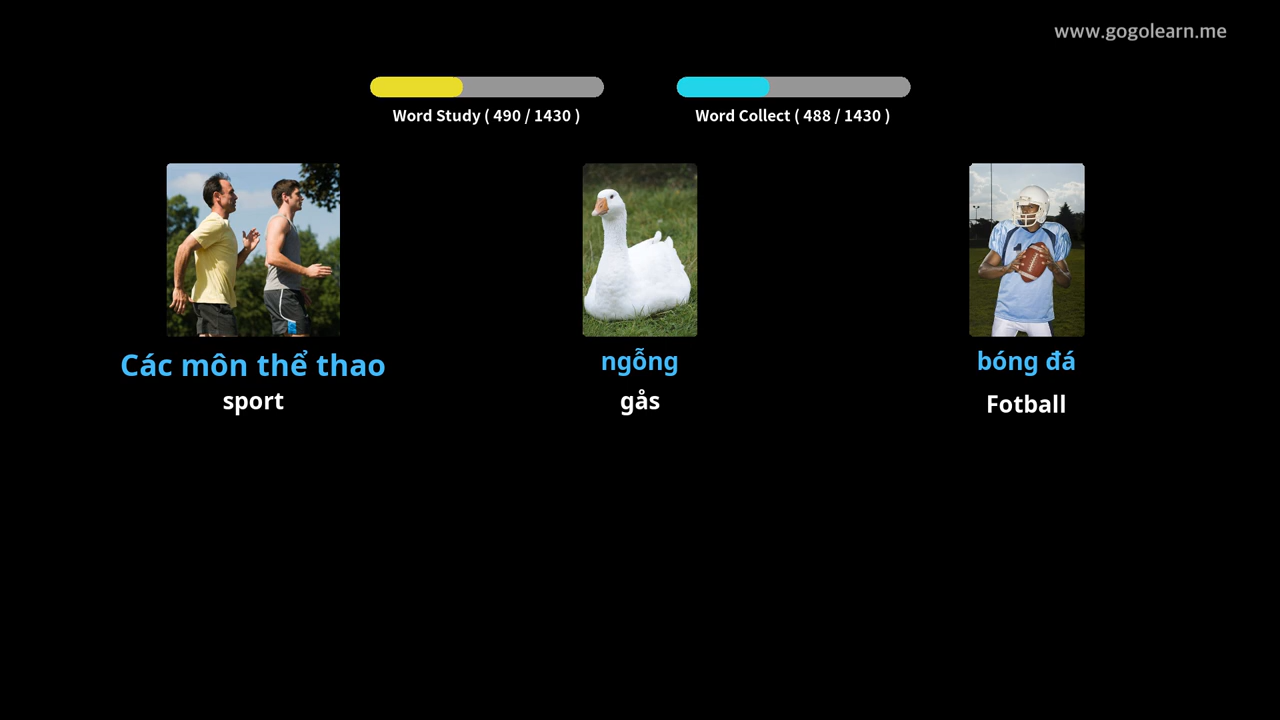 www.gogolearn.me
Word Study ( 490 / 1430 )
Word Collect ( 488 / 1430 )
Các môn thể thao
sport
ngỗng
gås
bóng đá
Fotball